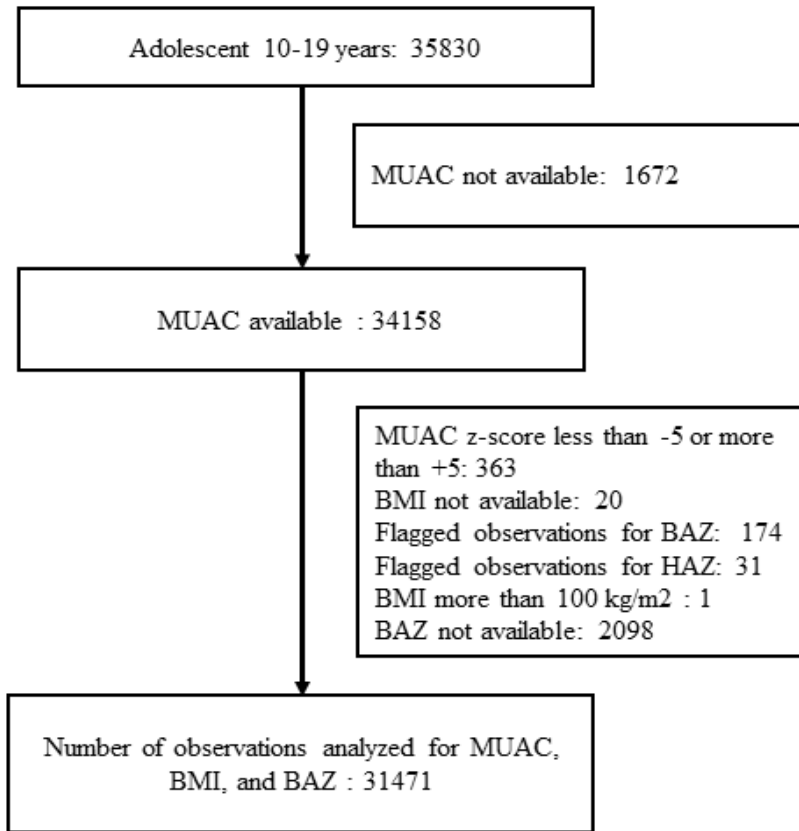 Adolescent 10-19 years: 35830
MUAC not available: 1672
MUAC available : 34158
MUAC z-score less than -5 or more
than +5: 363
BMI not available: 20
Flagged observations for BAZ: 174
Flagged observations for HAZ: 31
BMI more than 100 kg/m2 : 1
BAZ not available: 2098
Number of observations analyzed for MUAC,
BMI, and BAZ : 31471